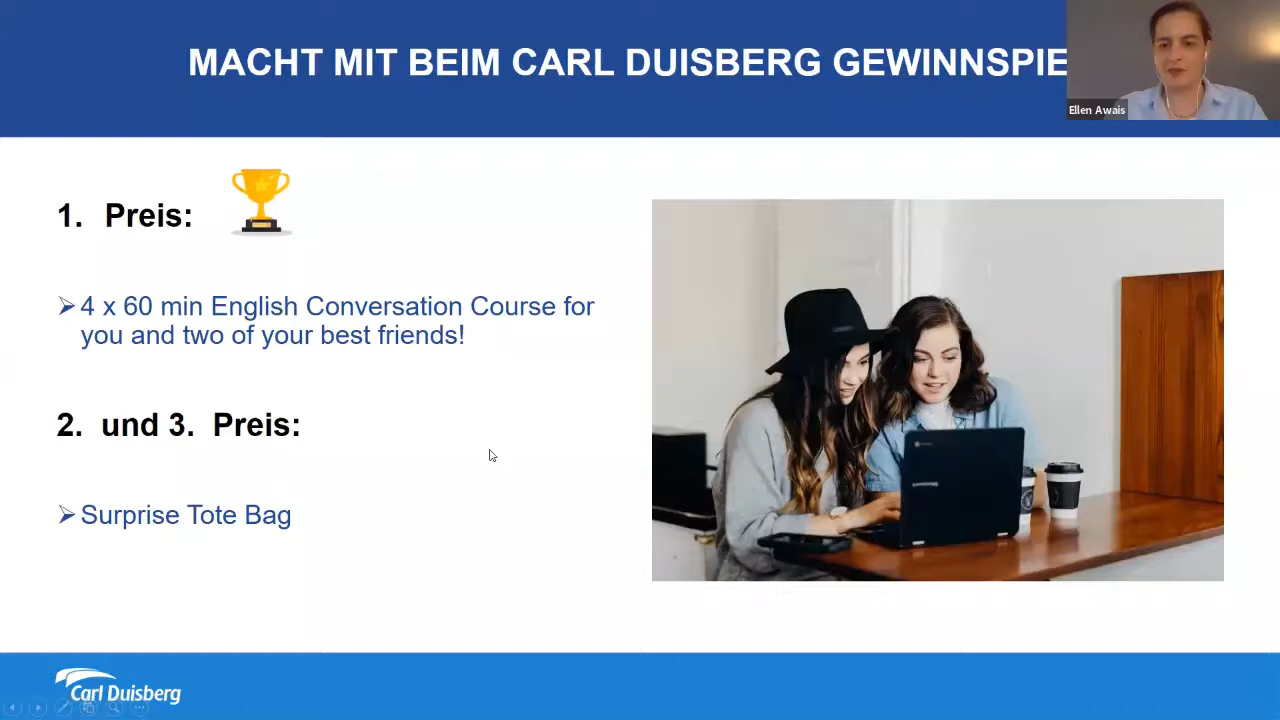 MACHT MIT BEIM CARL DUISBERG GEWINNSPIE
Ellen Awais
1. Preis:
4 x 60 min English Conversation Course for
you and two of your best friends!
2. und 3. Preis:
Surprise Tote Bag
Carl Duisberg